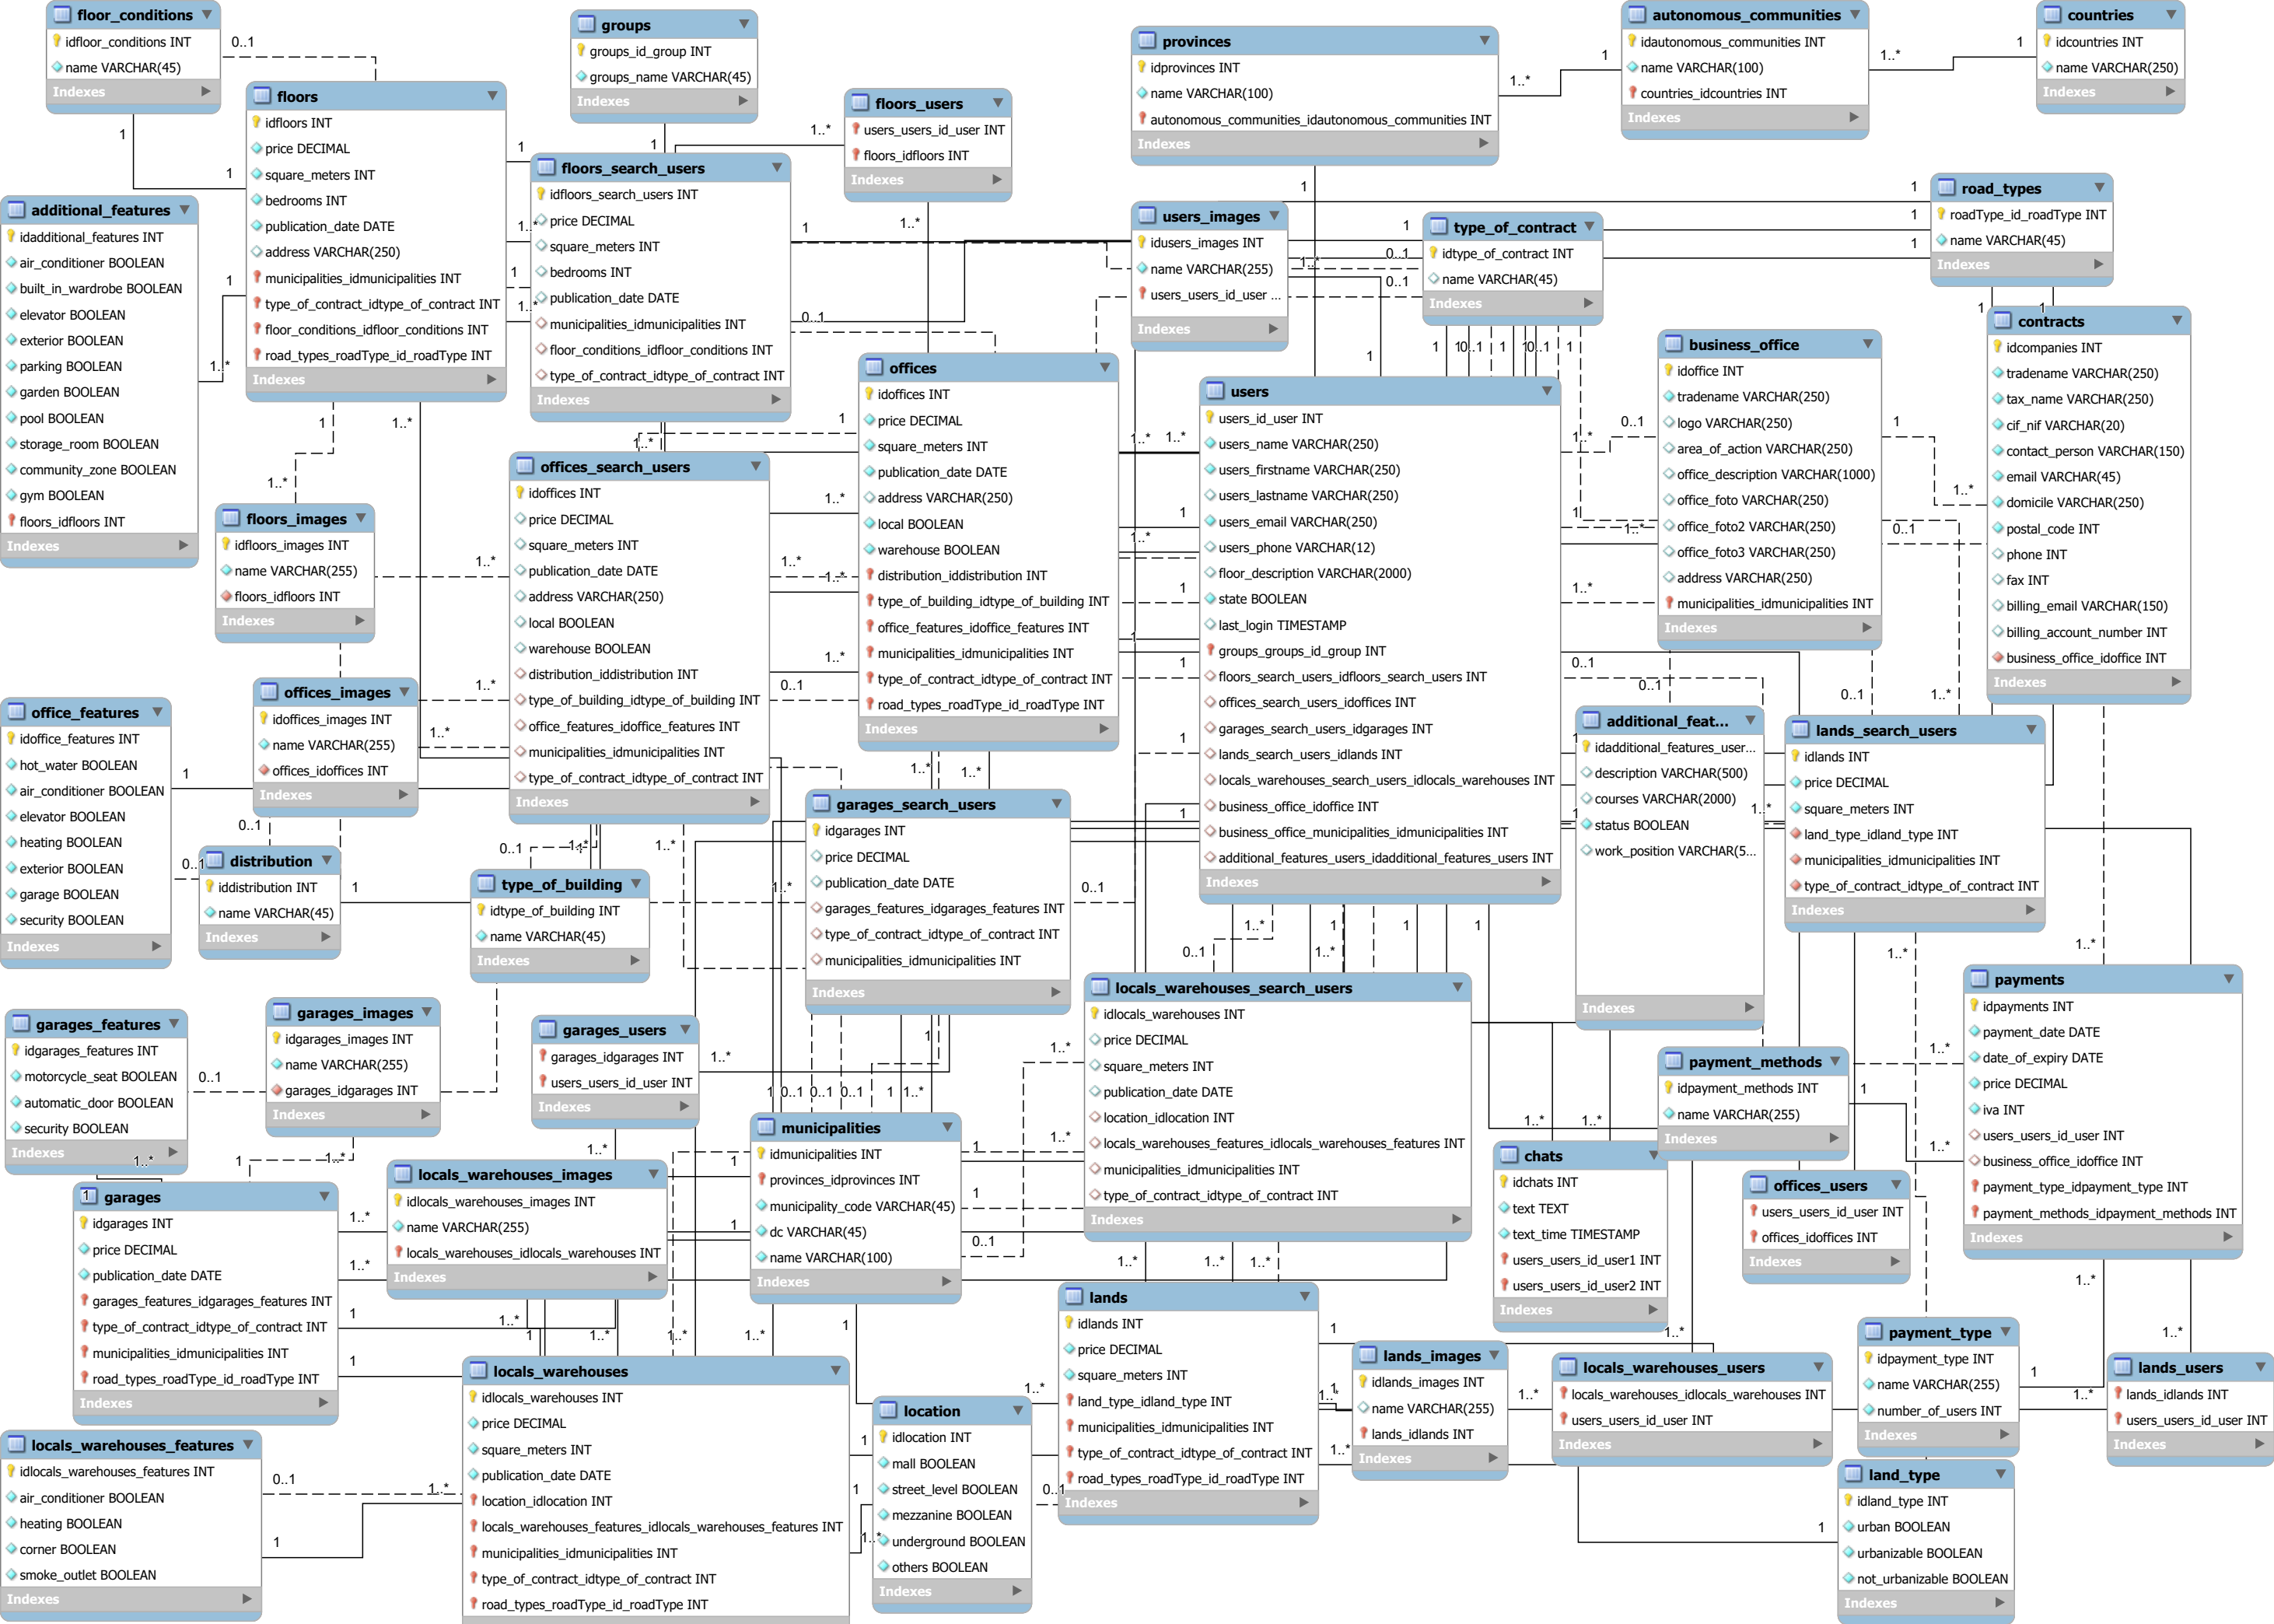 floor_conditions
idfloor_conditions INT
name VARCHAR(45)
Indexes
groups
groups_id_group INT
groups_name VARCHAR(45)
Indexes
provinces
idprovinces INT
name VARCHAR(100)
autonomous_communities_idautonomous_communities INT
Indexes
autonomous_communities
idautonomous_communities INT
name VARCHAR(100)
countries_idcountries INT
Indexes
countries
idcountries INT
name VARCHAR(250)
Indexes
floors
idfloors INT
price DECIMAL
square_meters INT
bedrooms INT
publication_date DATE
address VARCHAR(250)
municipalities_idmunicipalities INT
type_of_contract_idtype_of_contract INT
floor_conditions_idfloor_conditions INT
road_types_roadType_id_roadType INT
Indexes
floors_users
users_users_id_user INT
floors_idfloors INT
Indexes
floors_search_users
idfloors_search_users INT
price DECIMAL
square_meters INT
bedrooms INT
publication_date DATE
municipalities_idmunicipalities INT
floor_conditions_idfloor_conditions INT
type_of_contract_idtype_of_contract INT
Indexes
additional_features
idadditional_features INT
air_conditioner BOOLEAN
built_in_wardrobe BOOLEAN
elevator BOOLEAN
exterior BOOLEAN
parking BOOLEAN
garden BOOLEAN
pool BOOLEAN
storage_room BOOLEAN
community_zone BOOLEAN
gym BOOLEAN
floors_idfloors INT
Indexes
users_images
idusers_images INT
name VARCHAR(255)
users_users_id_user ...
Indexes
type_of_contract
idtype_of_contract INT
name VARCHAR(45)
Indexes
road_types
roadType_id_roadType INT
name VARCHAR(45)
Indexes
contracts
idcompanies INT
tradename VARCHAR(250)
tax_name VARCHAR(250)
cif_nif VARCHAR(20)
contact_person VARCHAR(150)
email VARCHAR(45)
domicile VARCHAR(250)
postal_code INT
phone INT
fax INT
billing_email VARCHAR(150)
billing_account_number INT
business_office_idoffice INT
Indexes
business_office
idoffice INT
tradename VARCHAR(250)
logo VARCHAR(250)
area_of_action VARCHAR(250)
office_description VARCHAR(1000)
office_foto VARCHAR(250)
office_foto2 VARCHAR(250)
office_foto3 VARCHAR(250)
address VARCHAR(250)
municipalities_idmunicipalities INT
Indexes
offices
idoffices INT
price DECIMAL
square_meters INT
publication_date DATE
address VARCHAR(250)
local BOOLEAN
warehouse BOOLEAN
distribution_iddistribution INT
type_of_building_idtype_of_building INT
office_features_idoffice_features INT
municipalities_idmunicipalities INT
type_of_contract_idtype_of_contract INT
road_types_roadType_id_roadType INT
Indexes
users
users_id_user INT
users_name VARCHAR(250)
users_firstname VARCHAR(250)
users_lastname VARCHAR(250)
users_email VARCHAR(250)
users_phone VARCHAR(12)
floor_description VARCHAR(2000)
state BOOLEAN
last_login TIMESTAMP
groups_groups_id_group INT
floors_search_users_idfloors_search_users INT
offices_search_users_idoffices INT
garages_search_users_idgarages INT
lands_search_users_idlands INT
locals_warehouses_search_users_idlocals_warehouses INT
business_office_idoffice INT
business_office_municipalities_idmunicipalities INT
additional_features_users_idadditional_features_users INT
Indexes
offices_search_users
idoffices INT
price DECIMAL
square_meters INT
publication_date DATE
address VARCHAR(250)
local BOOLEAN
warehouse BOOLEAN
distribution_iddistribution INT
type_of_building_idtype_of_building INT
office_features_idoffice_features INT
municipalities_idmunicipalities INT
type_of_contract_idtype_of_contract INT
Indexes
floors_images
idfloors_images INT
name VARCHAR(255)
floors_idfloors INT
Indexes
offices_images
idoffices_images INT
name VARCHAR(255)
offices_idoffices INT
Indexes
office_features
idoffice_features INT
hot_water BOOLEAN
air_conditioner BOOLEAN
elevator BOOLEAN
heating BOOLEAN
exterior BOOLEAN
garage BOOLEAN
security BOOLEAN
Indexes
distribution
iddistribution INT
name VARCHAR(45)
Indexes
type_of_building
idtype_of_building INT
name VARCHAR(45)
Indexes
garages_search_users
idgarages INT
price DECIMAL
publication_date DATE
garages_features_idgarages_features INT
type_of_contract_idtype_of_contract INT
municipalities_idmunicipalities INT
Indexes
additional_feat...
idadditional_features_user...
description VARCHAR(500)
courses VARCHAR(2000)
status BOOLEAN
work_position VARCHAR(5...
Indexes
lands_search_users
idlands INT
price DECIMAL
square_meters INT
land_type_idland_type INT
municipalities_idmunicipalities INT
type_of_contract_idtype_of_contract INT
Indexes
locals_warehouses_search_users
idlocals_warehouses INT
price DECIMAL
square_meters INT
publication_date DATE
location_idlocation INT
locals_warehouses_features_idlocals_warehouses_features INT
municipalities_idmunicipalities INT
type_of_contract_idtype_of_contract INT
Indexes
payments
idpayments INT
payment_date DATE
date_of_expiry DATE
price DECIMAL
iva INT
users_users_id_user INT
business_office_idoffice INT
payment_type_idpayment_type INT
payment_methods_idpayment_methods INT
Indexes
garages_features
idgarages_features INT
motorcycle_seat BOOLEAN
automatic_door BOOLEAN
security BOOLEAN
Indexes
garages_images
idgarages_images INT
name VARCHAR(255)
garages_idgarages INT
Indexes
garages_users
garages_idgarages INT
users_users_id_user INT
Indexes
payment_methods
idpayment_methods INT
name VARCHAR(255)
Indexes
municipalities
idmunicipalities INT
provinces_idprovinces INT
municipality_code VARCHAR(45)
dc VARCHAR(45)
name VARCHAR(100)
Indexes
chats
idchats INT
text TEXT
text_time TIMESTAMP
users_users_id_user1 INT
users_users_id_user2 INT
Indexes
offices_users
users_users_id_user INT
offices_idoffices INT
Indexes
locals_warehouses_images
idlocals_warehouses_images INT
name VARCHAR(255)
locals_warehouses_idlocals_warehouses INT
Indexes
garages
idgarages INT
price DECIMAL
publication_date DATE
garages_features_idgarages_features INT
type_of_contract_idtype_of_contract INT
municipalities_idmunicipalities INT
road_types_roadType_id_roadType INT
Indexes
lands
idlands INT
price DECIMAL
square_meters INT
land_type_idland_type INT
municipalities_idmunicipalities INT
type_of_contract_idtype_of_contract INT
road_types_roadType_id_roadType INT
Indexes
lands_images
idlands_images INT
name VARCHAR(255)
lands_idlands INT
Indexes
locals_warehouses_users
locals_warehouses_idlocals_warehouses INT
users_users_id_user INT
Indexes
payment_type
idpayment_type INT
name VARCHAR(255)
number_of_users INT
Indexes
lands_users
lands_idlands INT
users_users_id_user INT
Indexes
locals_warehouses
idlocals_warehouses INT
price DECIMAL
square_meters INT
publication_date DATE
location_idlocation INT
locals_warehouses_features_idlocals_warehouses_features INT
municipalities_idmunicipalities INT
type_of_contract_idtype_of_contract INT
road_types_roadType_id_roadType INT
location
idlocation INT
mall BOOLEAN
street_level BOOLEAN
mezzanine BOOLEAN
underground BOOLEAN
others BOOLEAN
Indexes
locals_warehouses_features
idlocals_warehouses_features INT
air_conditioner BOOLEAN
heating BOOLEAN
corner BOOLEAN
smoke_outlet BOOLEAN
Indexes
land_type
idland_type INT
urban BOOLEAN
urbanizable BOOLEAN
not_urbanizable BOOLEAN
Indexes